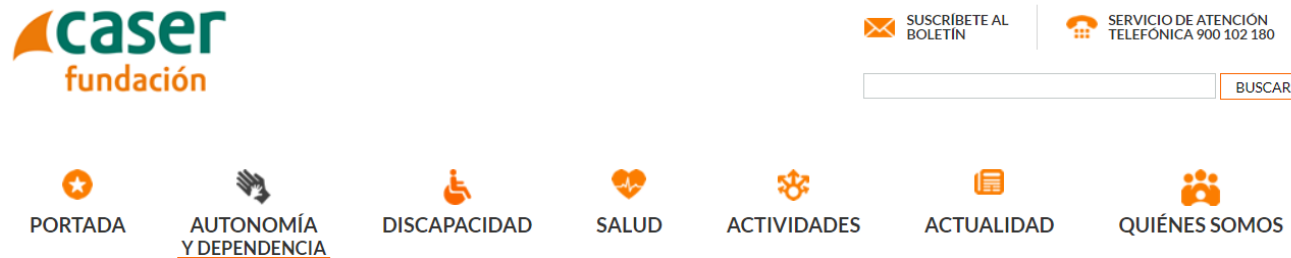 caser
fundación
SUSCRÍBETE AL
BOLETÍN
SERVICIO DE ATENCIÓN
TELEFÓNICA 900 102 180
BUSCAR
PORTADA
AUTONOMÍA
Y DEPENDENCIA
DISCAPACIDAD
SALUD
ACTIVIDADES
ACTUALIDAD
QUIÉNES SOMOS